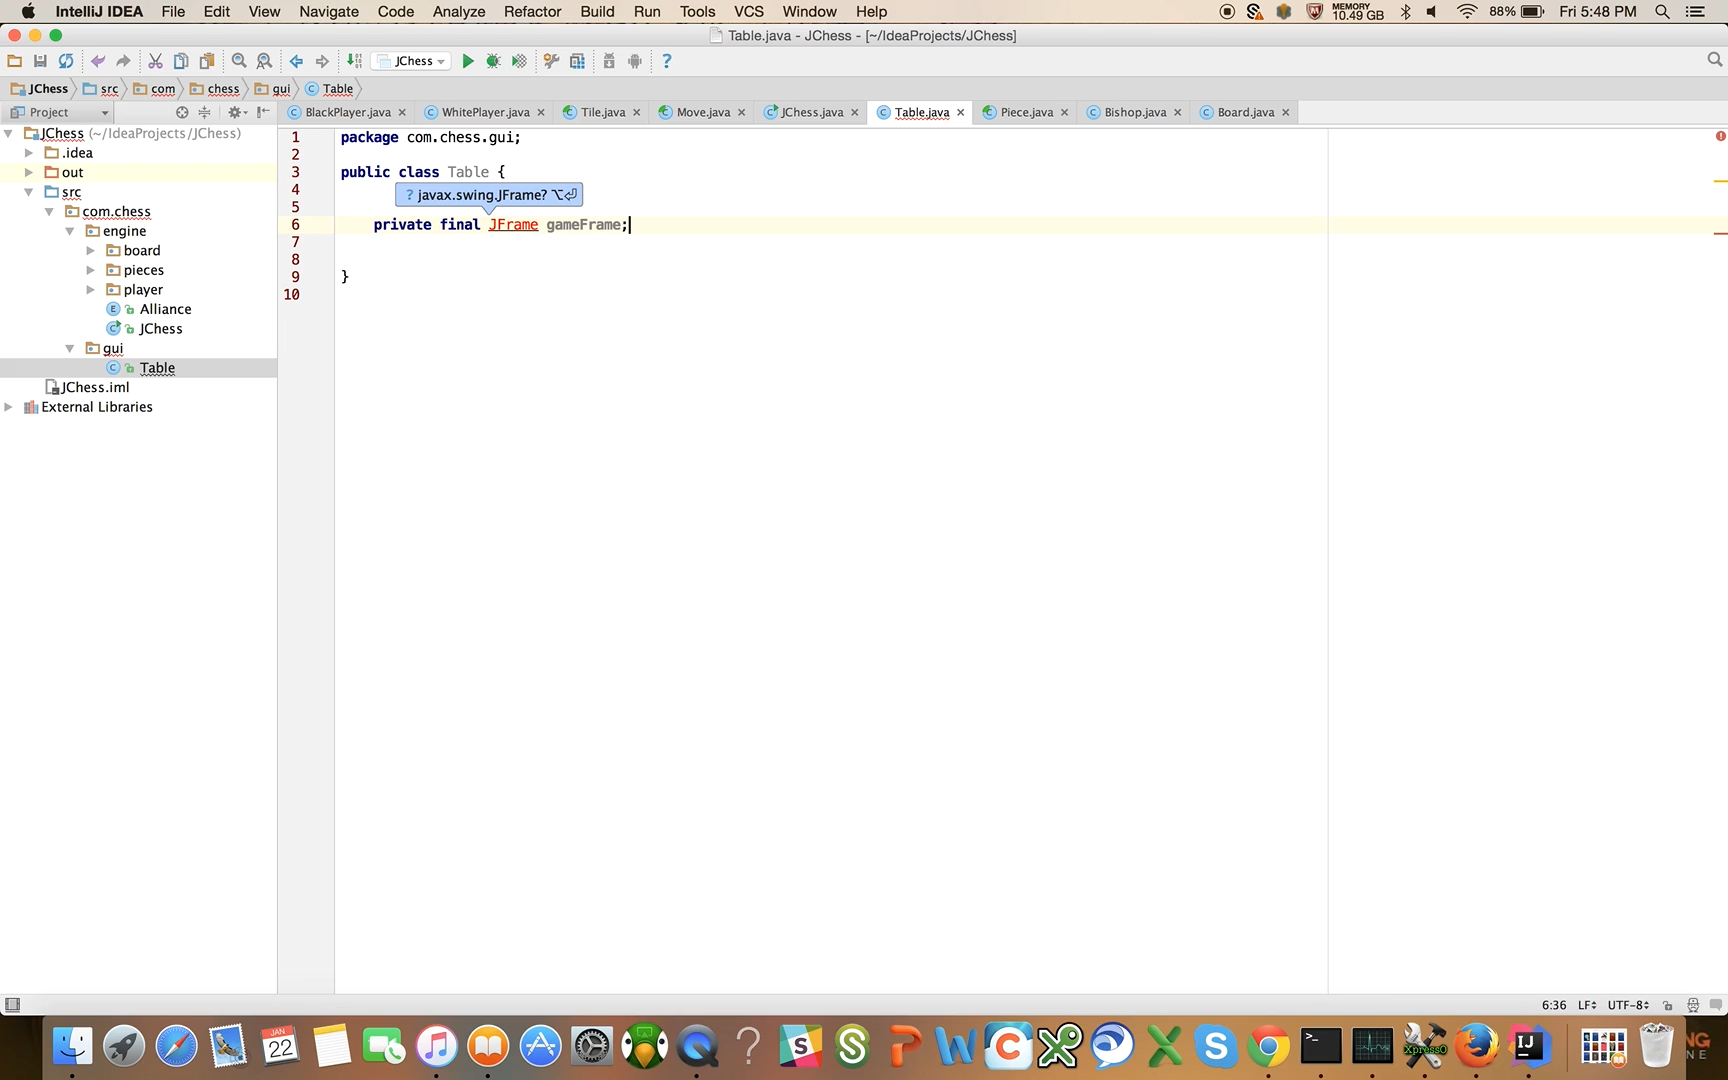 IntelliJ IDEA File Edit View Navigate Code Analyze Refactor Build Run Tools VCS Window Help MEMORY 10.49 GB 88% Fri 5:48 PM
Table.java - JChess - [~/IdeaProjects/JChess]
JChess
JChess src com chess gui Table
Project BlackPlayer.java WhitePlayer.java Tile.java Move.java JChess.java Table.java Piece.java Bishop.java Board.java
JChess (~/IdeaProjects/JChess)
.idea
out
src
com.chess
engine
board
pieces
player
Alliance
JChess
gui
Table
JChess.iml
External Libraries
1 package com.chess.gui;
2
3 public class Table {
4 ? javax.swing.JFrame? ⌥⏎
5
6 private final JFrame gameFrame;
7
8
9 }
10
6:36 LF÷ UTF-8÷
JAN
22
XpressO
IJ